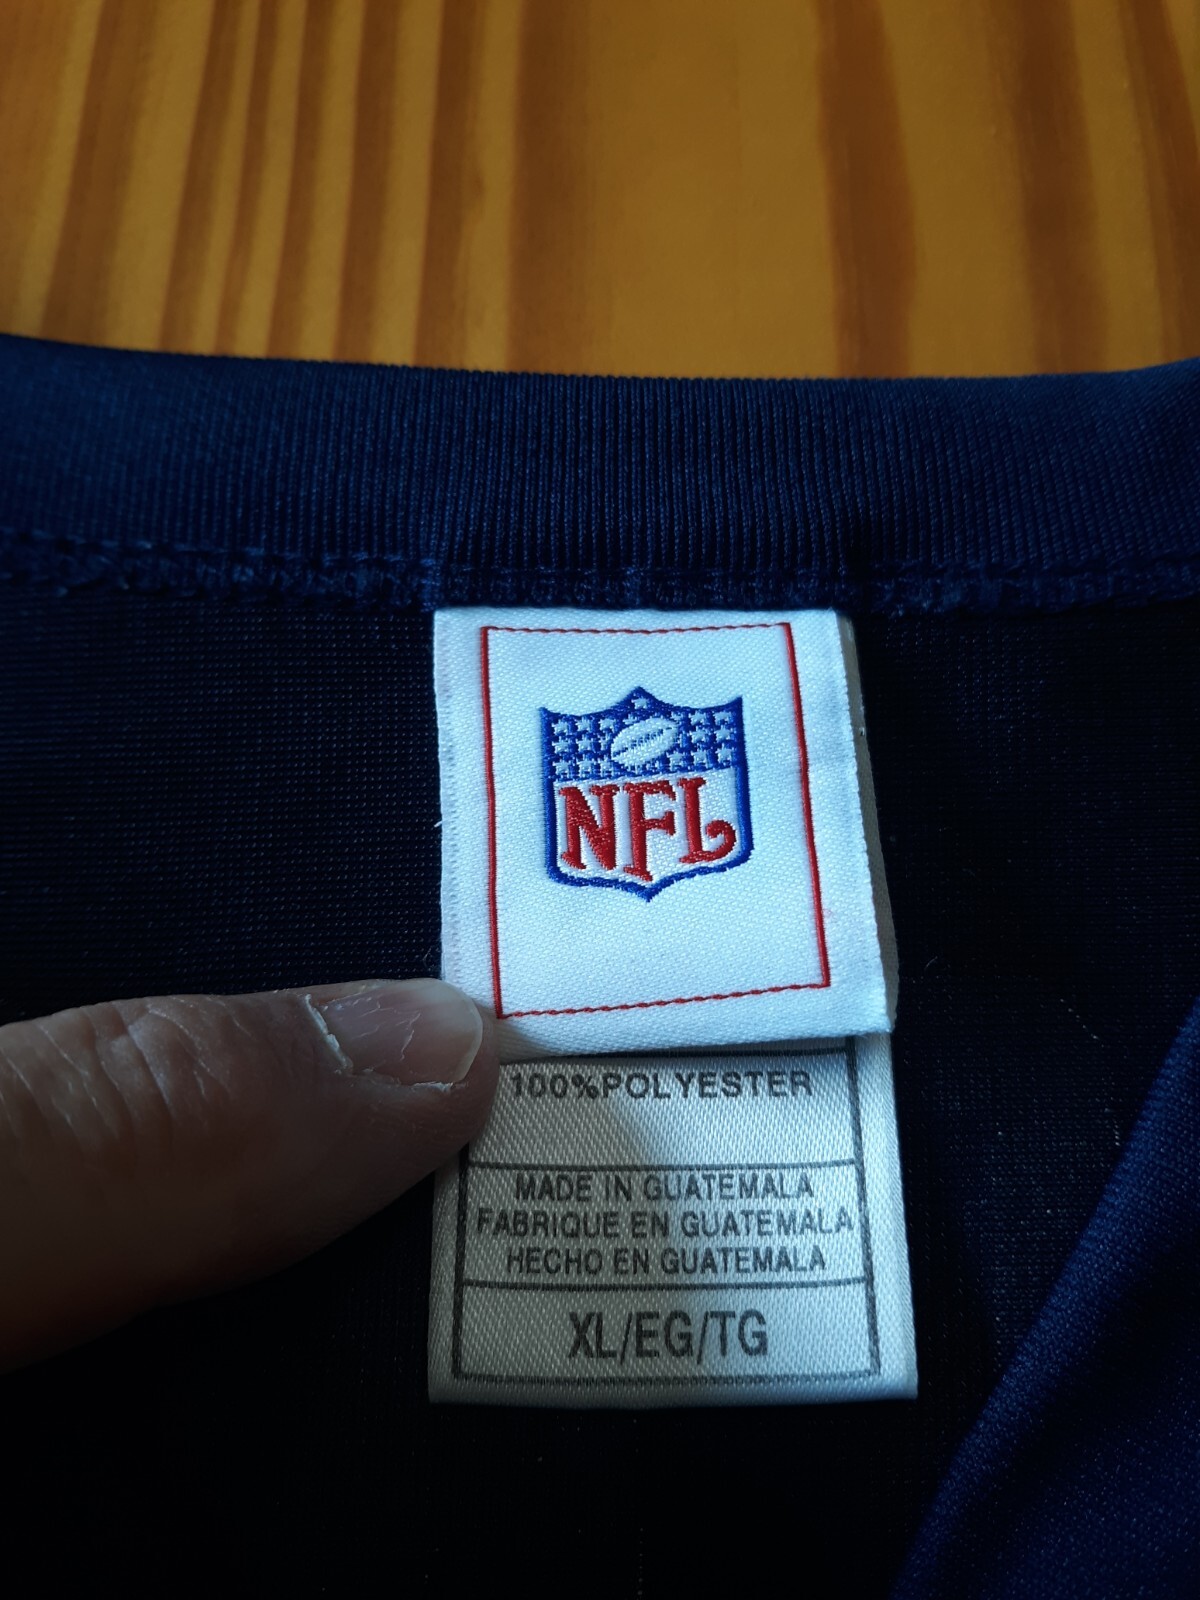 NFL
100%POLYESTER
MADE IN GUATEMALA
FABRIQUE EN GUATEMALA
HECHO EN GUATEMALA
XL/EG/TG